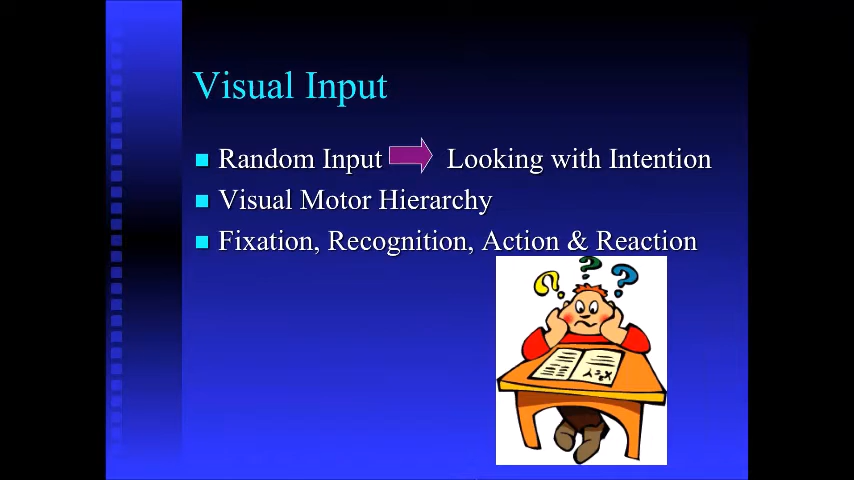 Visual Input
Random Input Looking with Intention
Visual Motor Hierarchy
Fixation, Recognition, Action & Reaction
? ? ?